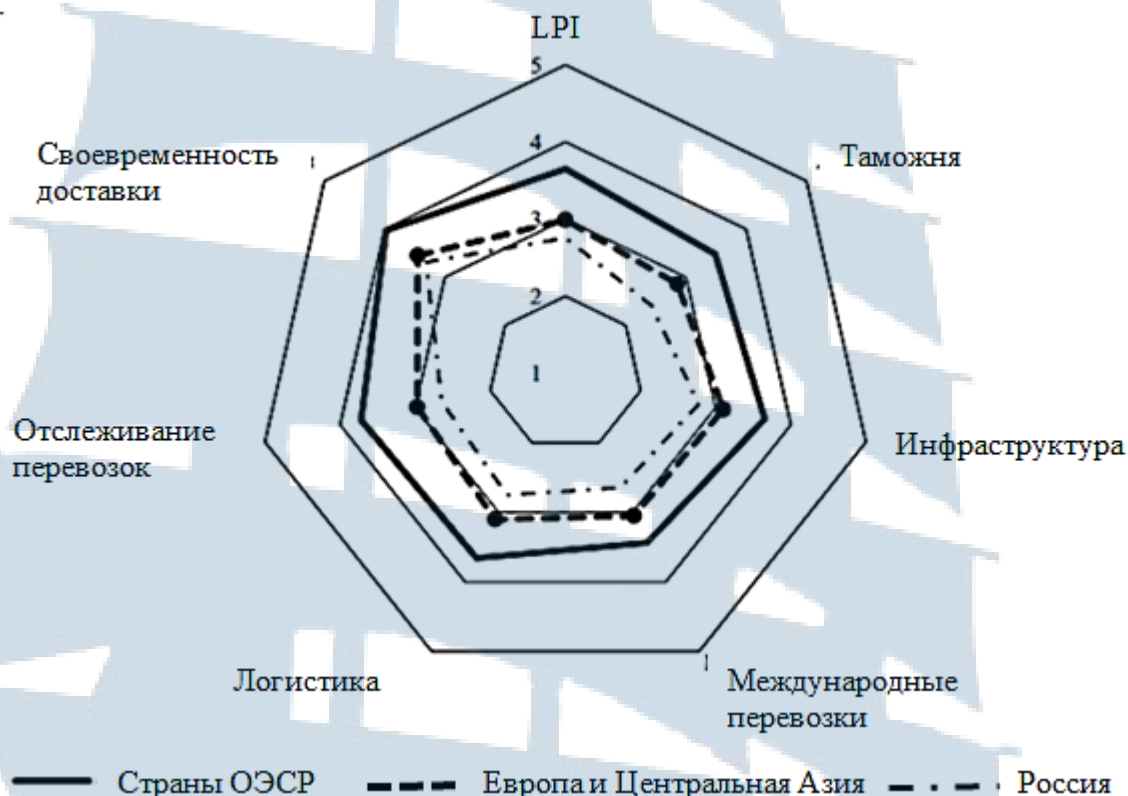 LPI
5
4
3
2
1
Таможня
Своевременность
доставки
Инфраструктура
Отслеживание
перевозок
Международные
перевозки
Логистика
Страны ОЭСР
Европа и Центральная Азия
Россия